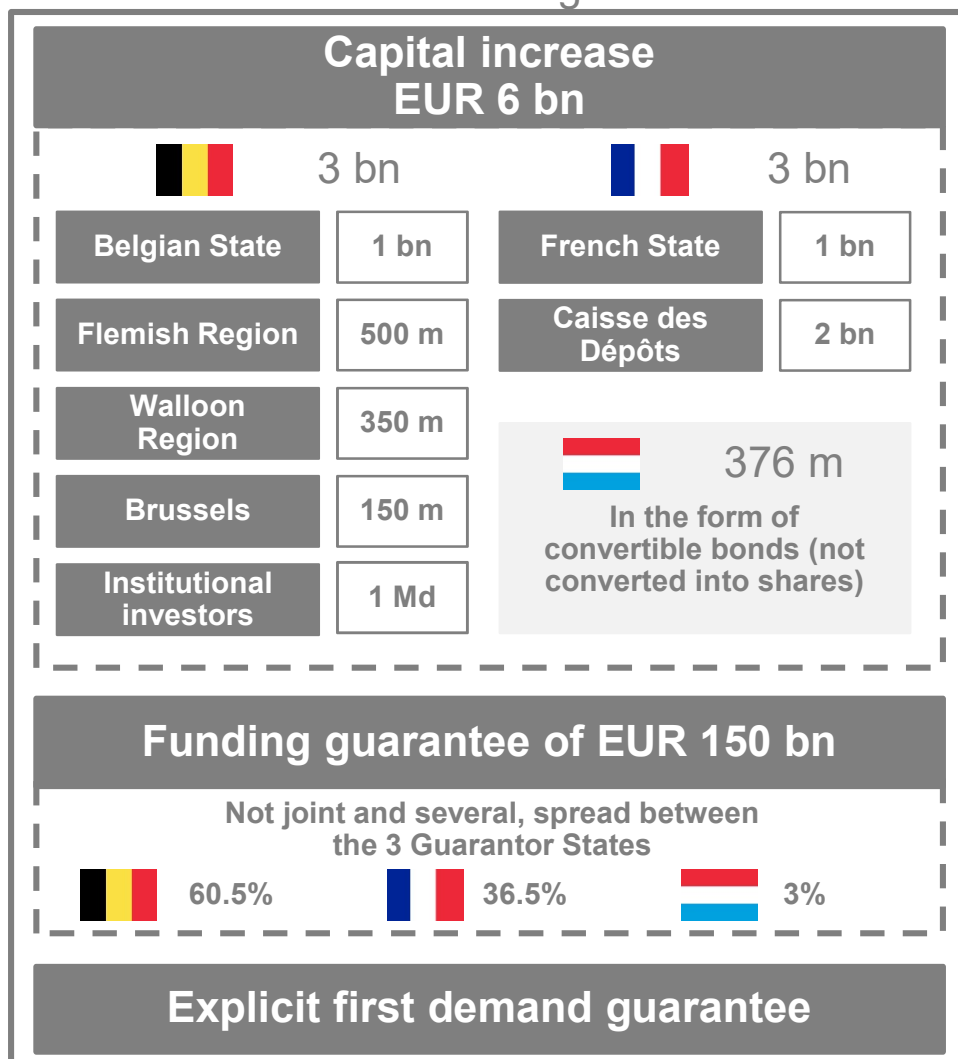 Capital increase
EUR 6 bn
3 bn
3 bn
Belgian State
1 bn
French State
1 bn
Flemish Region
500 m
Caisse des
Dépôts
2 bn
Walloon
Region
350 m
376 m
In the form of
convertible bonds (not
converted into shares)
Brussels
150 m
Institutional
investors
1 Md
Funding guarantee of EUR 150 bn
Not joint and several, spread between
the 3 Guarantor States
60.5%
36.5%
3%
Explicit first demand guarantee